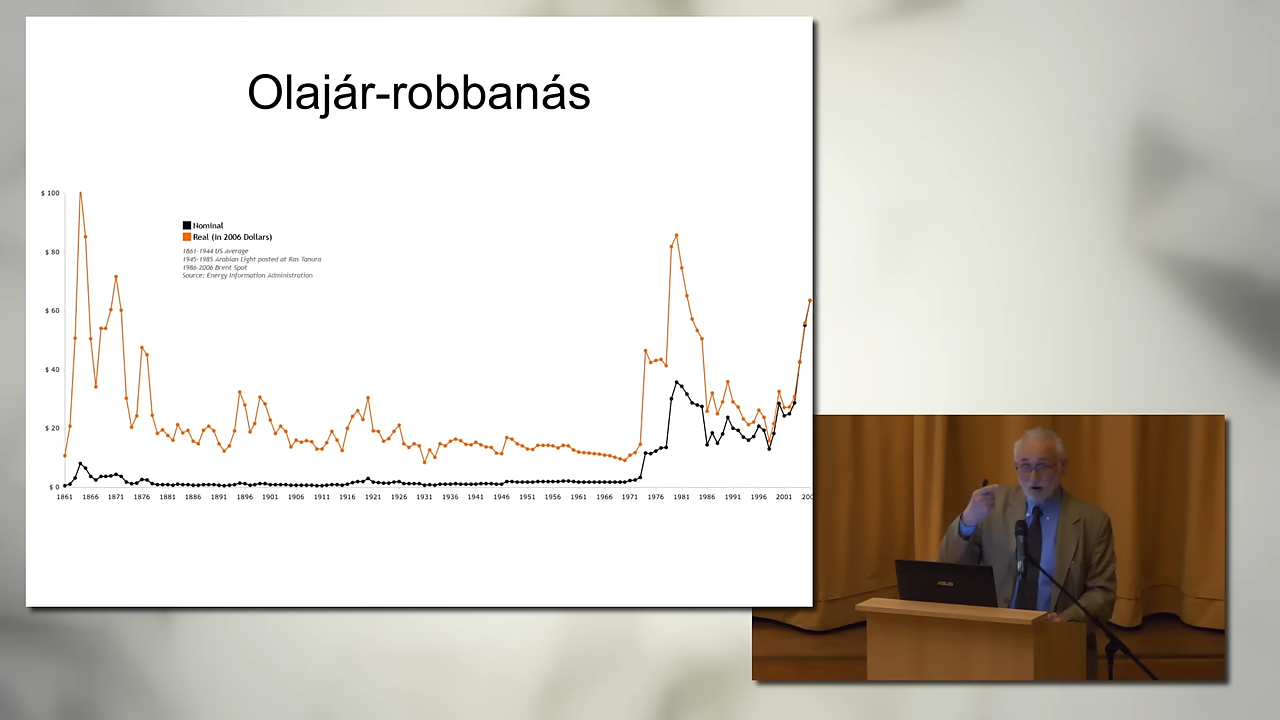 Olajár-robbanás
$ 100
$ 80
$ 60
$ 40
$ 20
$ 0
Nominal
Real (in 2006 Dollars)
1861-1944 US Average
1945-1985 Arabian Light posted at Ras Tanura
1986-2006 Brent Spot
Source: Energy Information Administration
1861 1866 1871 1876 1881 1886 1891 1896 1901 1906 1911 1916 1921 1926 1931 1936 1941 1946 1951 1956 1961 1966 1971 1976 1981 1986 1991 1996 2001
ASUS